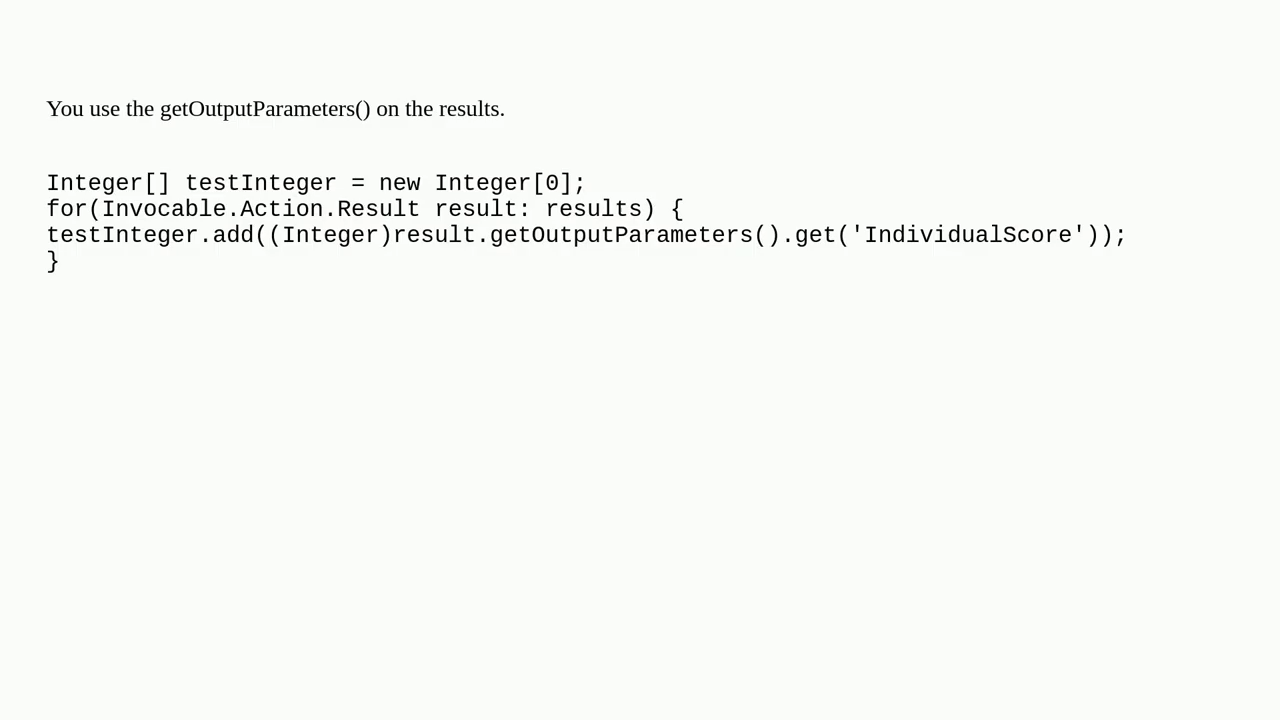 You use the getOutputParameters() on the results.
Integer[] testInteger = new Integer[0];
for(Invocable.Action.Result result: results) {
testInteger.add((Integer)result.getOutputParameters().get('IndividualScore'));
}